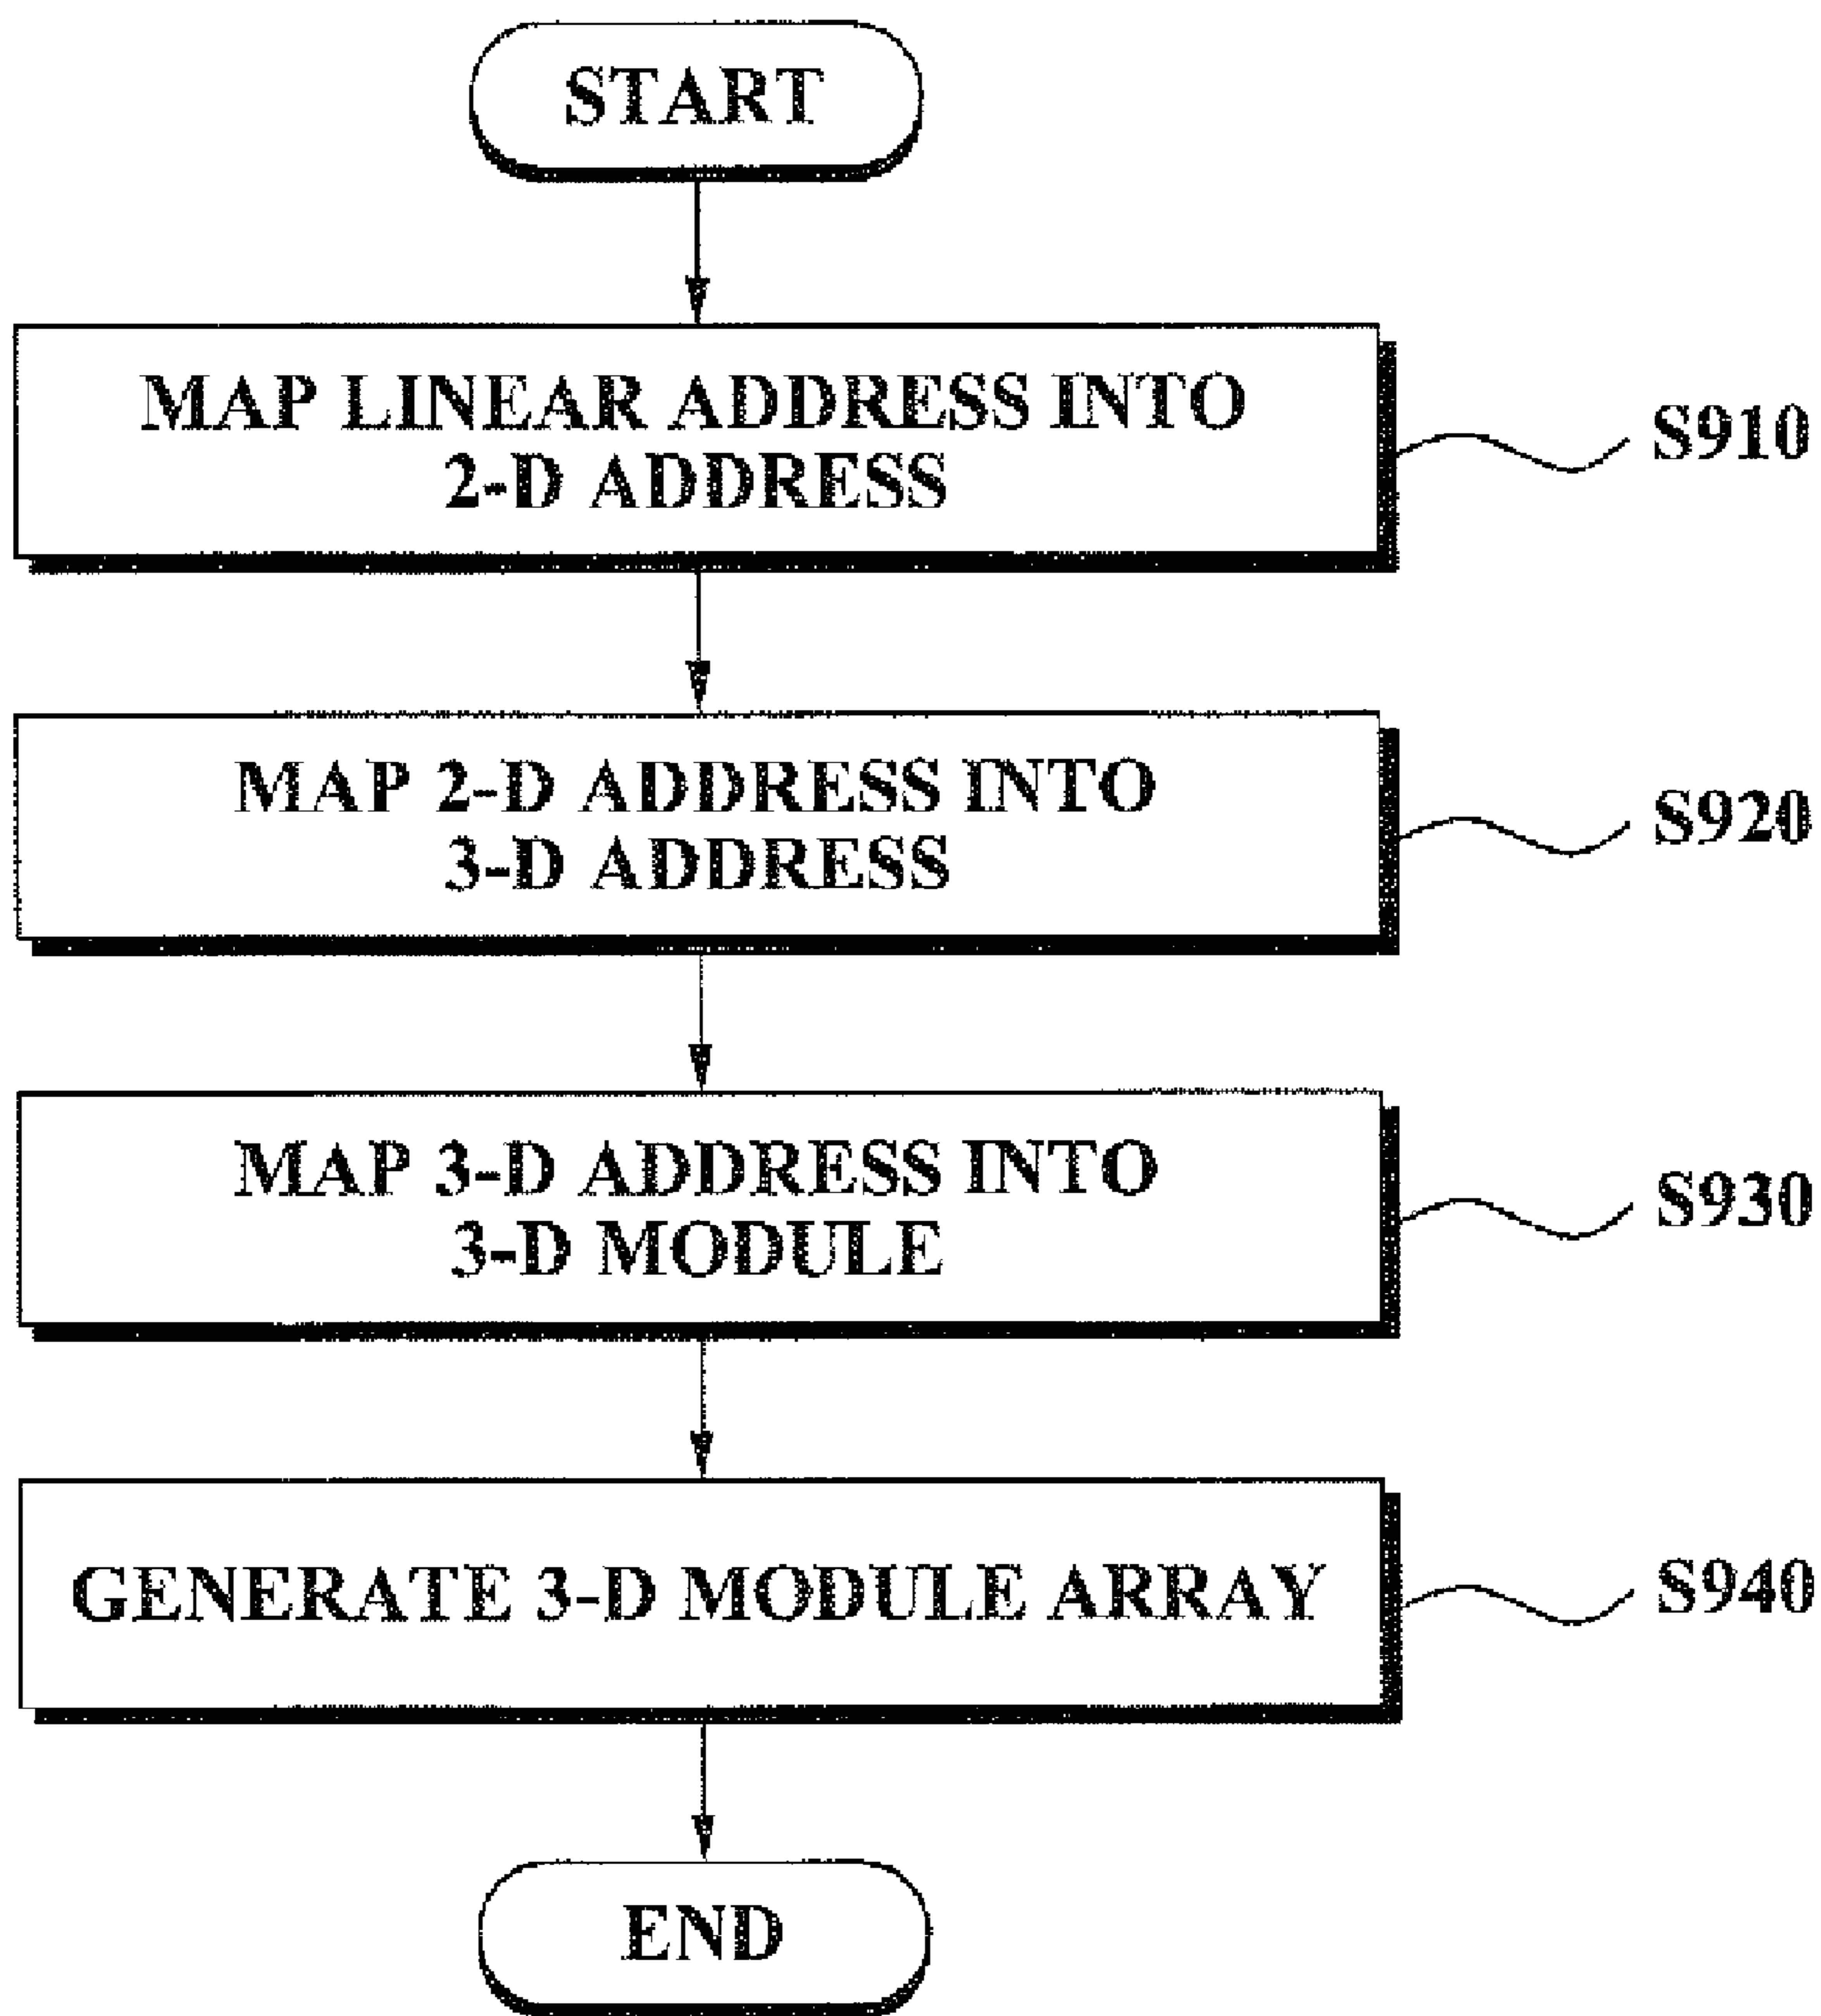 START
MAP LINEAR ADDRESS INTO
2-D ADDRESS
S910
MAP 2-D ADDRESS INTO
3-D ADDRESS
S920
MAP 3-D ADDRESS INTO
3-D MODULE
S930
GENERATE 3-D MODULE ARRAY
S940
END